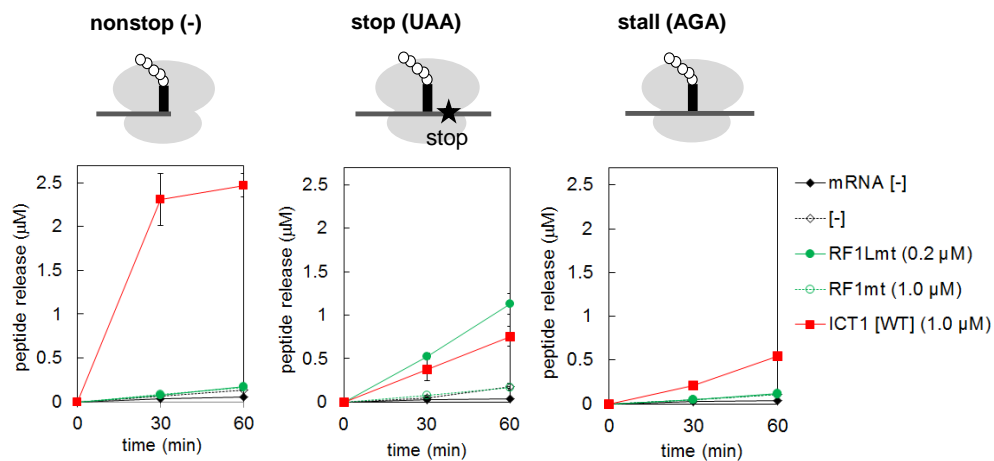 nonstop (-)
stop (UAA)
stall (AGA)
stop
peptide release (μM)
2.5
2
1.5
1
0.5
0
0
30
60
time (min)
peptide release (μM)
2.5
2
1.5
1
0.5
0
0
30
60
time (min)
peptide release (μM)
2.5
2
1.5
1
0.5
0
0
30
60
time (min)
mRNA [-]
[-]
RF1Lmt (0.2 μM)
RF1mt (1.0 μM)
ICT1 [WT] (1.0 μM)